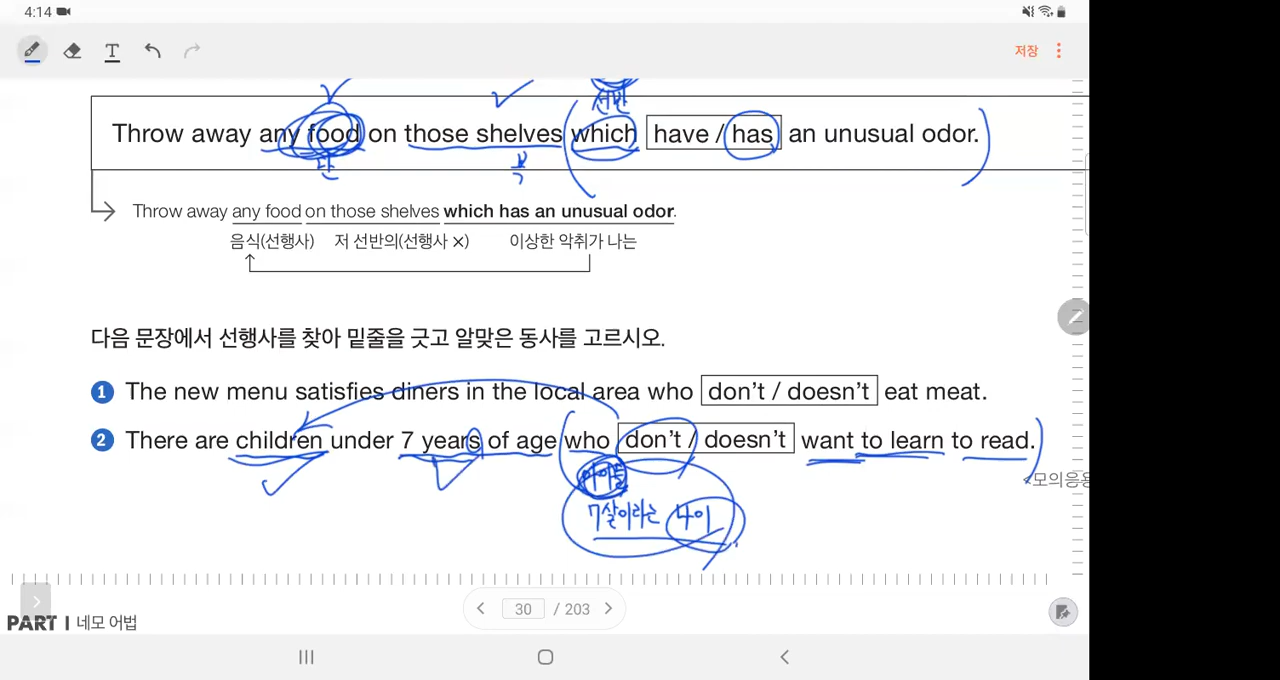 4:14
저장
선반
Throw away any food on those shelves which have / has an unusual odor.
단
복
Throw away any food on those shelves which has an unusual odor.
음식(선행사) 저 선반의(선행사 ×) 이상한 악취가 나는
다음 문장에서 선행사를 찾아 밑줄을 긋고 알맞은 동사를 고르시오.
1 The new menu satisfies diners in the local area who don't / doesn't eat meat.
2 There are children under 7 years of age who don't / doesn't want to learn to read.
<모의응용
아이들
7살이라는 나이
30 / 203
PART I 네모 어법